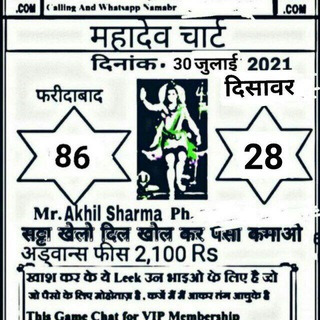 .COM Calling And Whatsapp Namabr .COM
महादेव चार्ट
दिनांक• 30 जुलाई 2021
फरीदाबाद दिसावर
86 28
Mr. Akhil Sharma Ph
सट्टा खेलो दिल खोल कर पैसा कमाओ
अड्वान्स फीस 2,100 Rs
खाश कर के ये Leek उन भाइओ के लिए है जो
जो पैसो के लिए मोहोताज़ है, कर्ज में आकर तंग आचुके है
This Game Chat for VIP Membership